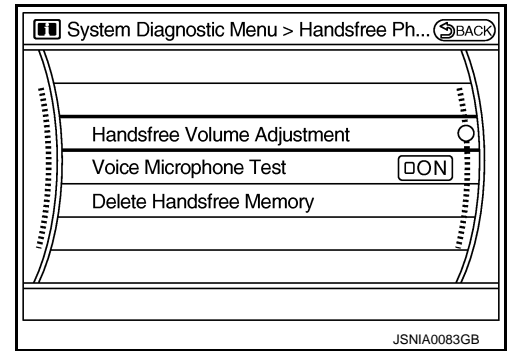 System Diagnostic Menu > Handsfree Ph... BACK
Handsfree Volume Adjustment
Voice Microphone Test ON
Delete Handsfree Memory
JSNIA0083GB